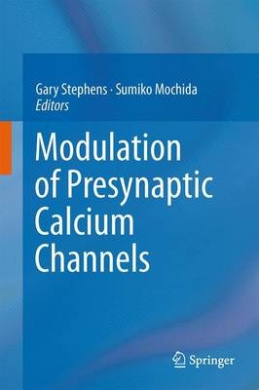 Gary Stephens · Sumiko Mochida
Editors
Modulation
of Presynaptic
Calcium
Channels
Springer